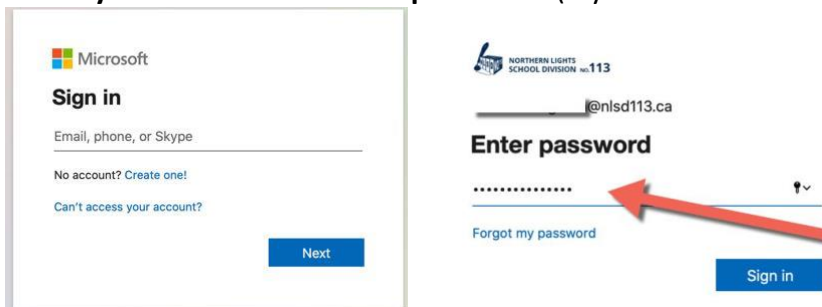 Microsoft
Sign in
Email, phone, or Skype
No account? Create one!
Can't access your account?
Next
NORTHERN LIGHTS
SCHOOL DIVISION NO.113
@nlsd113.ca
Enter password
Forgot my password
Sign in